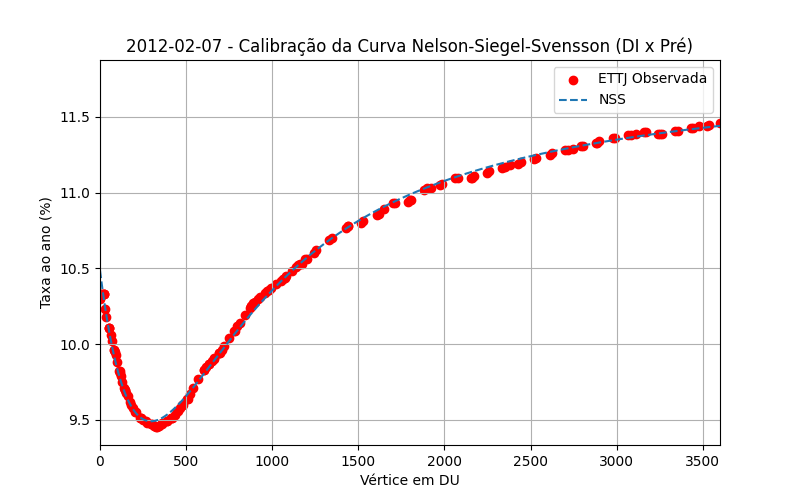 2012-02-07 - Calibração da Curva Nelson-Siegel-Svensson (DI x Pré)
ETTJ Observada
NSS
Taxa ao ano (%)
11.5
11.0
10.5
10.0
9.5
0 500 1000 1500 2000 2500 3000 3500
Vértice em DU